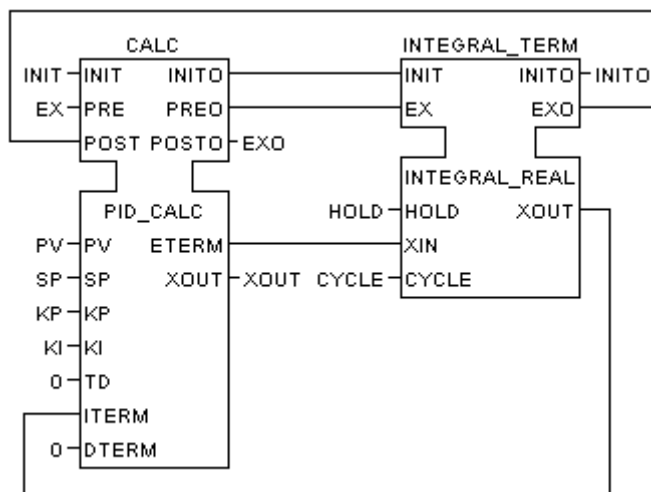 CALC INTEGRAL_TERM
INIT INIT INITO INIT INITO INITO
EX PRE PREO EX EXO
POST POSTO EXO
INTEGRAL_REAL
PID_CALC HOLD HOLD XOUT
PV PV ETERM XIN
SP SP XOUT XOUT CYCLE CYCLE
KP KP
KI KI
0 TD
ITERM
0 DTERM